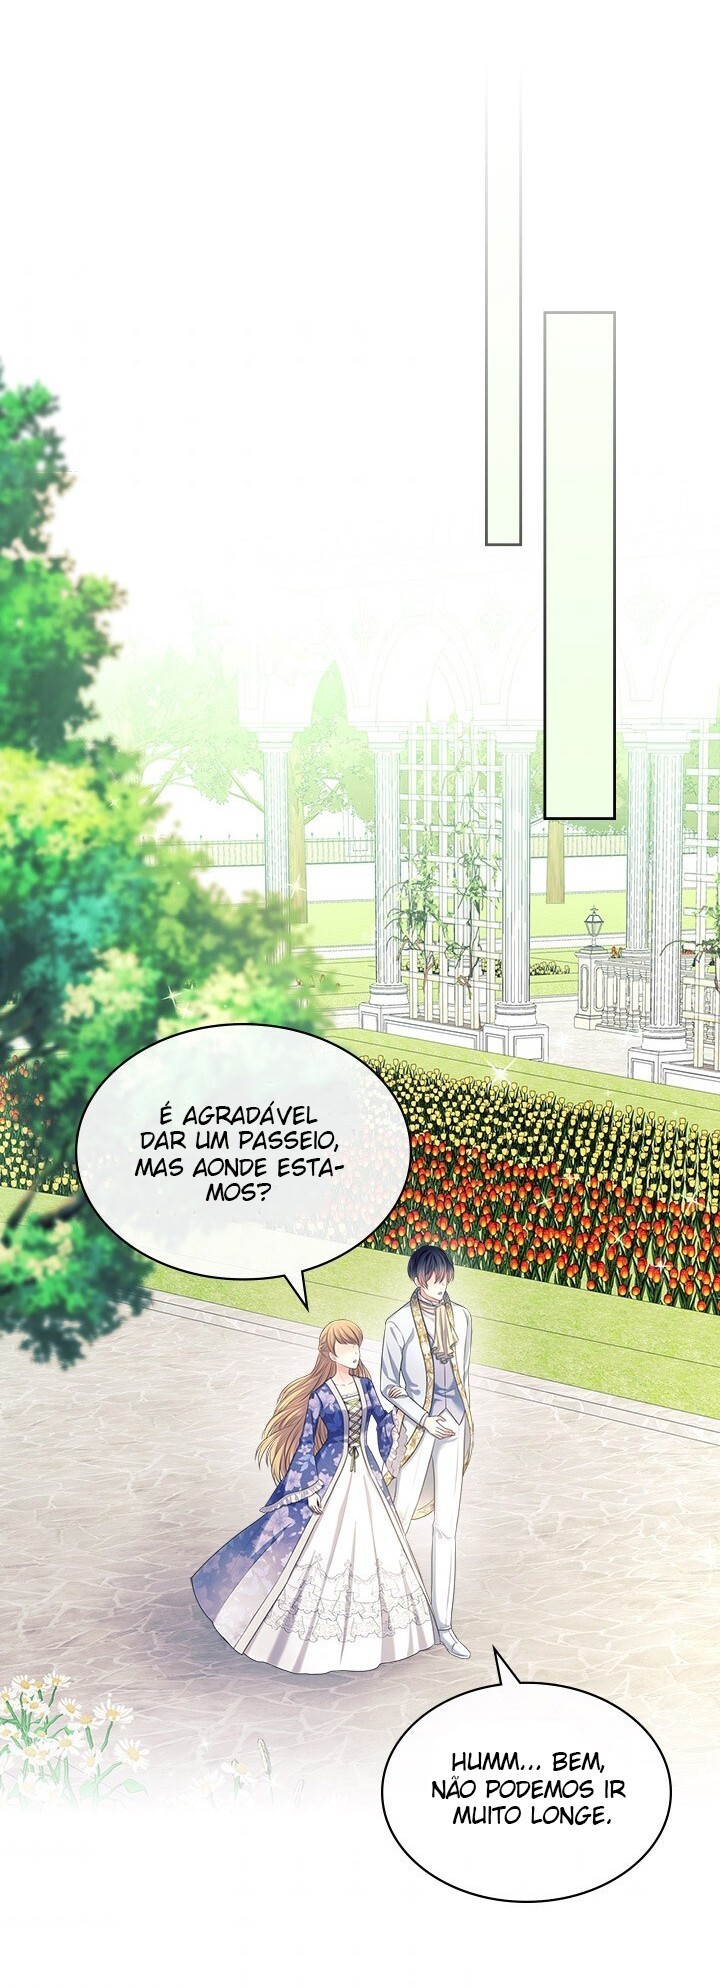 É AGRADÁVEL
DAR UM PASSEIO,
MAS AONDE ESTA-
MOS?
HUMM... BEM,
NÃO PODEMOS IR
MUITO LONGE.